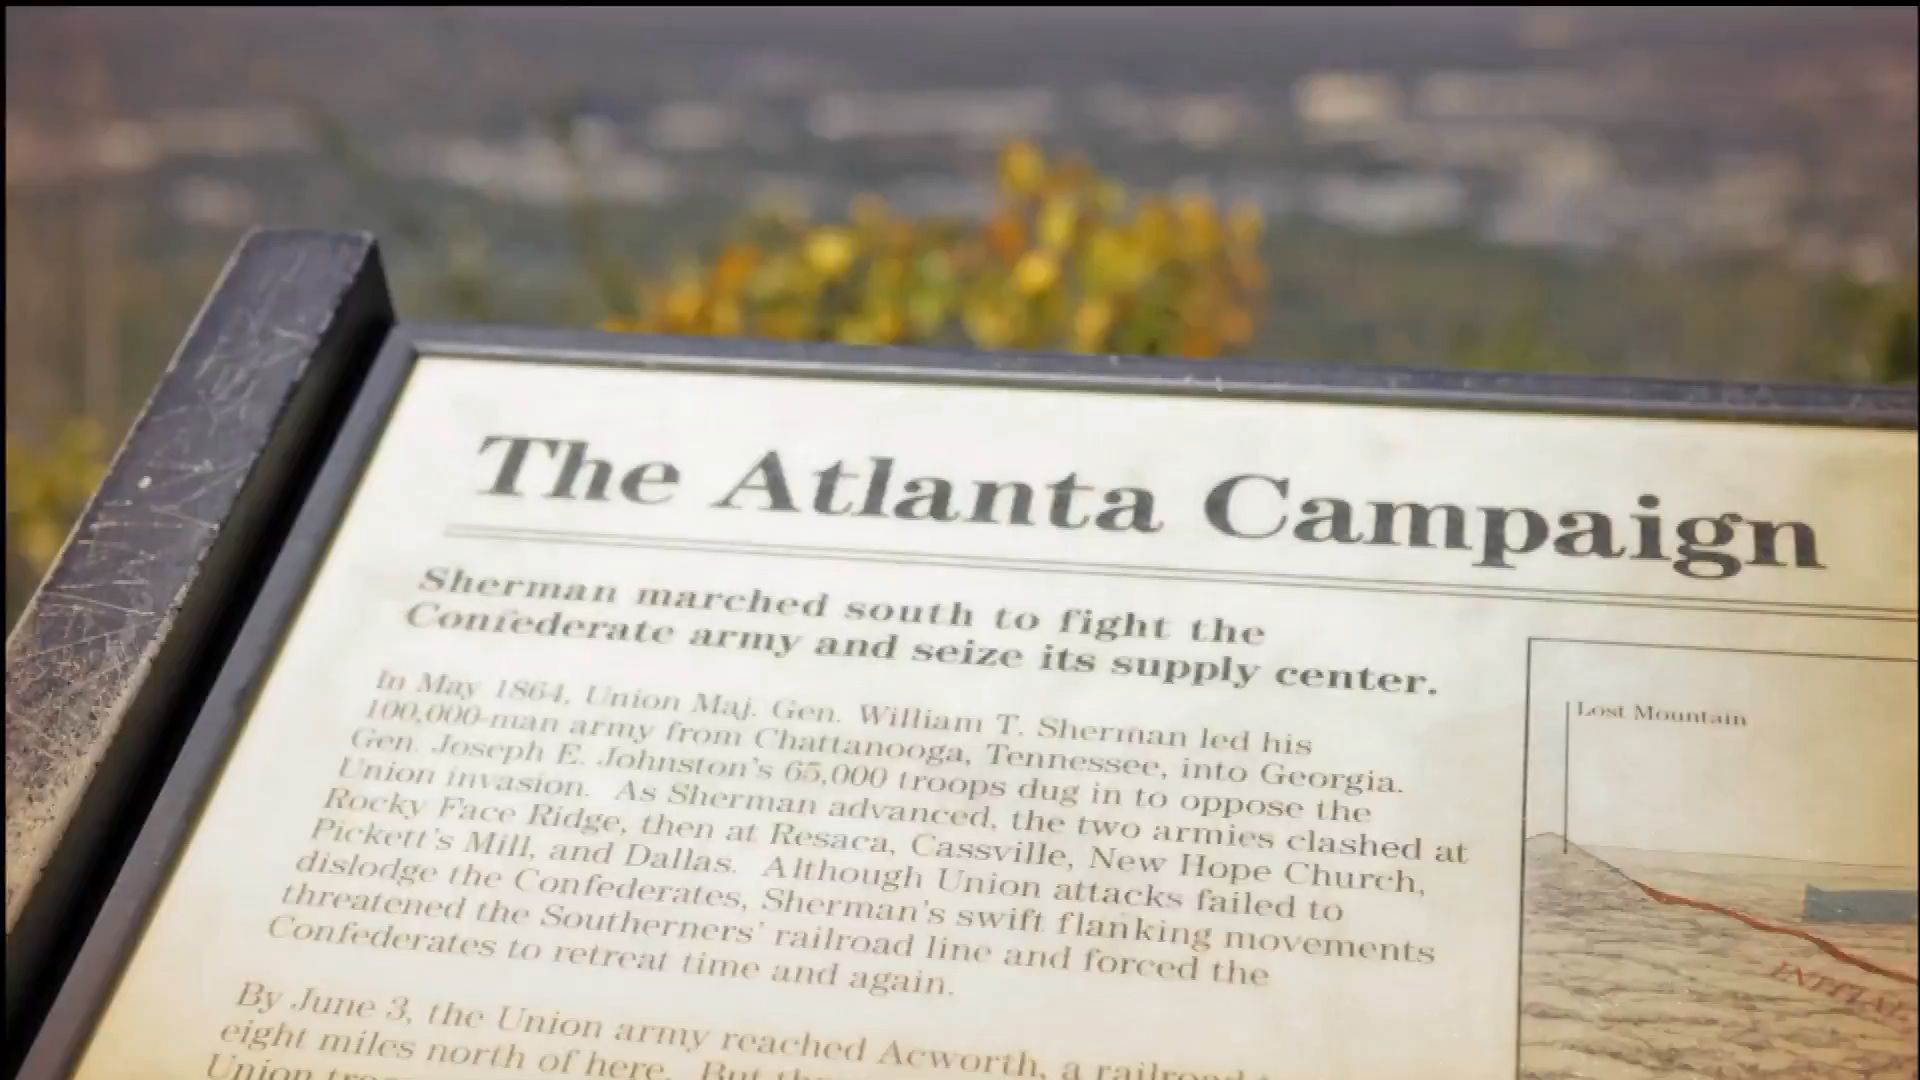 The Atlanta Campaign
Sherman marched south to fight the
Confederate army and seize its supply center.
In May 1864, Union Maj. Gen. William T. Sherman led his
100,000-man army from Chattanooga, Tennessee, into Georgia.
Gen. Joseph E. Johnston's 65,000 troops dug in to oppose the
Union invasion. As Sherman advanced, the two armies clashed at
Rocky Face Ridge, then at Resaca, Cassville, New Hope Church,
Pickett's Mill, and Dallas. Although Union attacks failed to
dislodge the Confederates, Sherman's swift flanking movements
threatened the Southerners' railroad line and forced the
Confederates to retreat time and again.
By June 3, the Union army reached Acworth, a railroad
eight miles north of here. But
Union
Lost Mountain
INITIAL